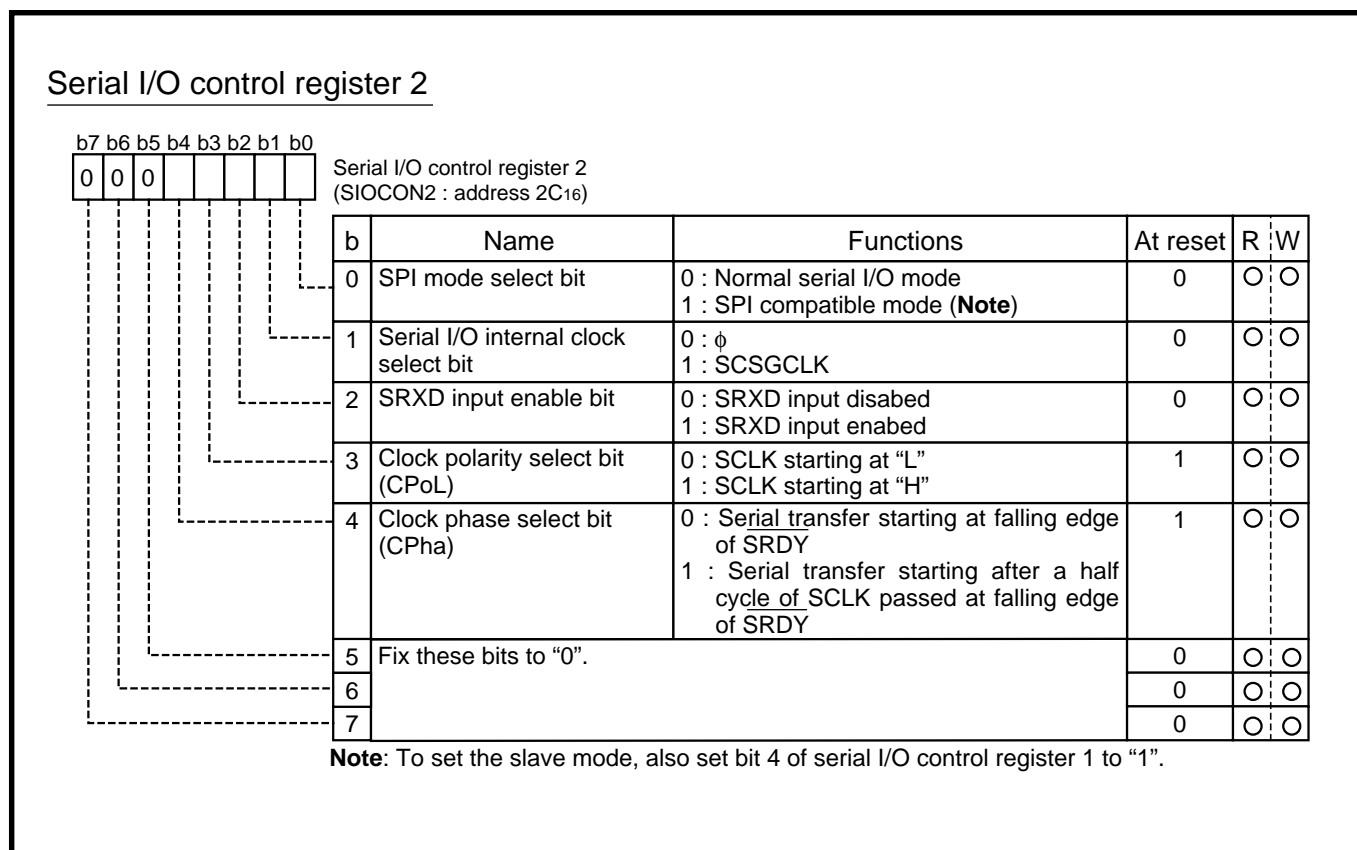 Serial I/O control register 2
b7 b6 b5 b4 b3 b2 b1 b0
0 0 0
Serial I/O control register 2
(SIOCON2 : address 2C16)
b Name Functions At reset R W
0 SPI mode select bit 0 : Normal serial I/O mode 0 O O
1 : SPI compatible mode (Note)
1 Serial I/O internal clock 0 : ϕ 0 O O
select bit 1 : SCSGCLK
2 SRXD input enable bit 0 : SRXD input disabed 0 O O
1 : SRXD input enabed
3 Clock polarity select bit 0 : SCLK starting at “L” 1 O O
(CPoL) 1 : SCLK starting at “H”
4 Clock phase select bit 0 : Serial transfer starting at falling edge 1 O O
(CPha) of SRDY
1 : Serial transfer starting after a half
cycle of SCLK passed at falling edge
of SRDY
5 Fix these bits to “0”. 0 O O
6 0 O O
7 0 O O
Note: To set the slave mode, also set bit 4 of serial I/O control register 1 to “1”.